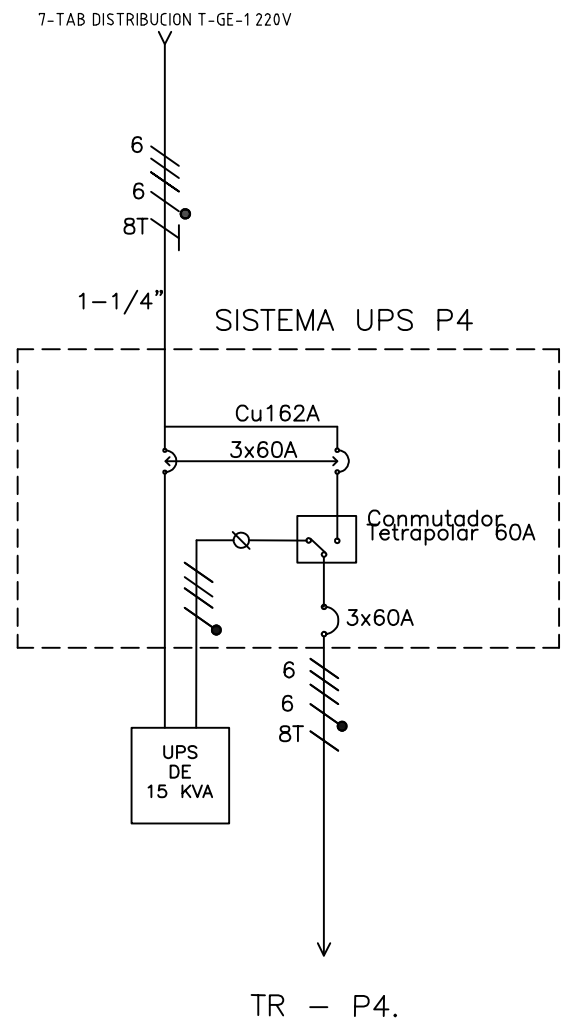 7-TAB DISTRIBUCION T-GE-1 220V
6
6
8T
1-1/4"
SISTEMA UPS P4
Cu162A
3x60A
Conmutador
Tetrapolar 60A
3x60A
6
6
8T
UPS
DE
15 KVA
TR - P4.